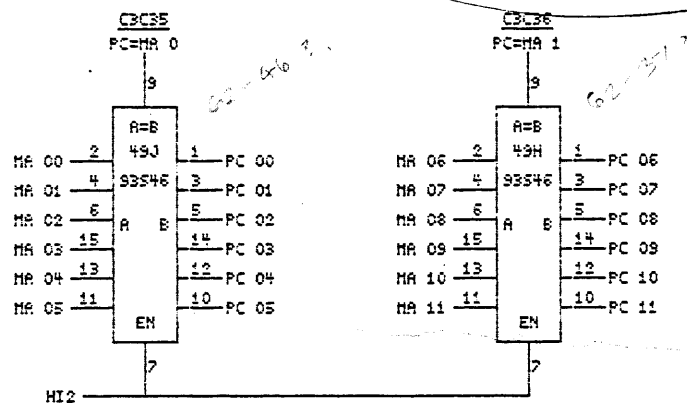 C3C35
PC=MA 0
9
A=B
49J
93S46
A B
EN
7
MA 00 2 1 PC 00
MA 01 4 3 PC 01
MA 02 6 5 PC 02
MA 03 15 14 PC 03
MA 04 13 12 PC 04
MA 05 11 10 PC 05
C3C36
PC=MA 1
9
A=B
49H
93S46
A B
EN
7
MA 06 2 1 PC 06
MA 07 4 3 PC 07
MA 08 6 5 PC 08
MA 09 15 14 PC 09
MA 10 13 12 PC 10
MA 11 11 10 PC 11
HI2